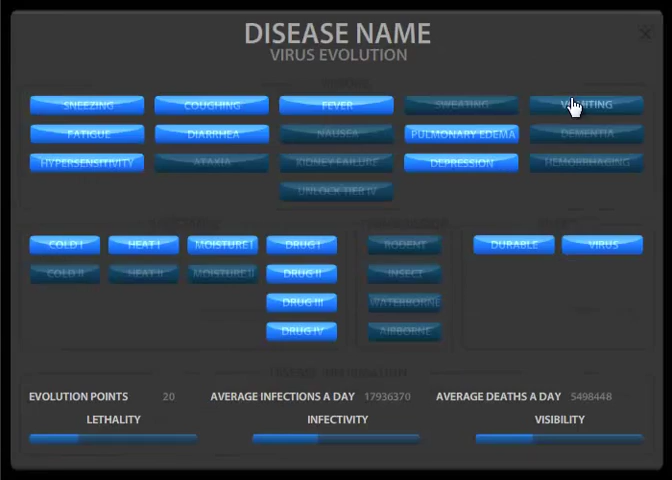 DISEASE NAME
VIRUS EVOLUTION
SNEEZING COUGHING FEVER SWEATING VOMITING
FATIGUE DIARRHEA NAUSEA PULMONARY EDEMA DEMENTIA
HYPERSENSITIVITY ATAXIA KIDNEY FAILURE DEPRESSION HEMORRHAGING
UNLOCK TIER IV
COLD I HEAT I MOISTURE I DRUG I RODENT DURABLE VIRUS
COLD II HEAT II MOISTURE II DRUG II INSECT
DRUG III WATERBORNE
DRUG IV AIRBORNE
DISEASE INFORMATION
EVOLUTION POINTS 20 AVERAGE INFECTIONS A DAY 17936370 AVERAGE DEATHS A DAY 5498448
LETHALITY INFECTIVITY VISIBILITY